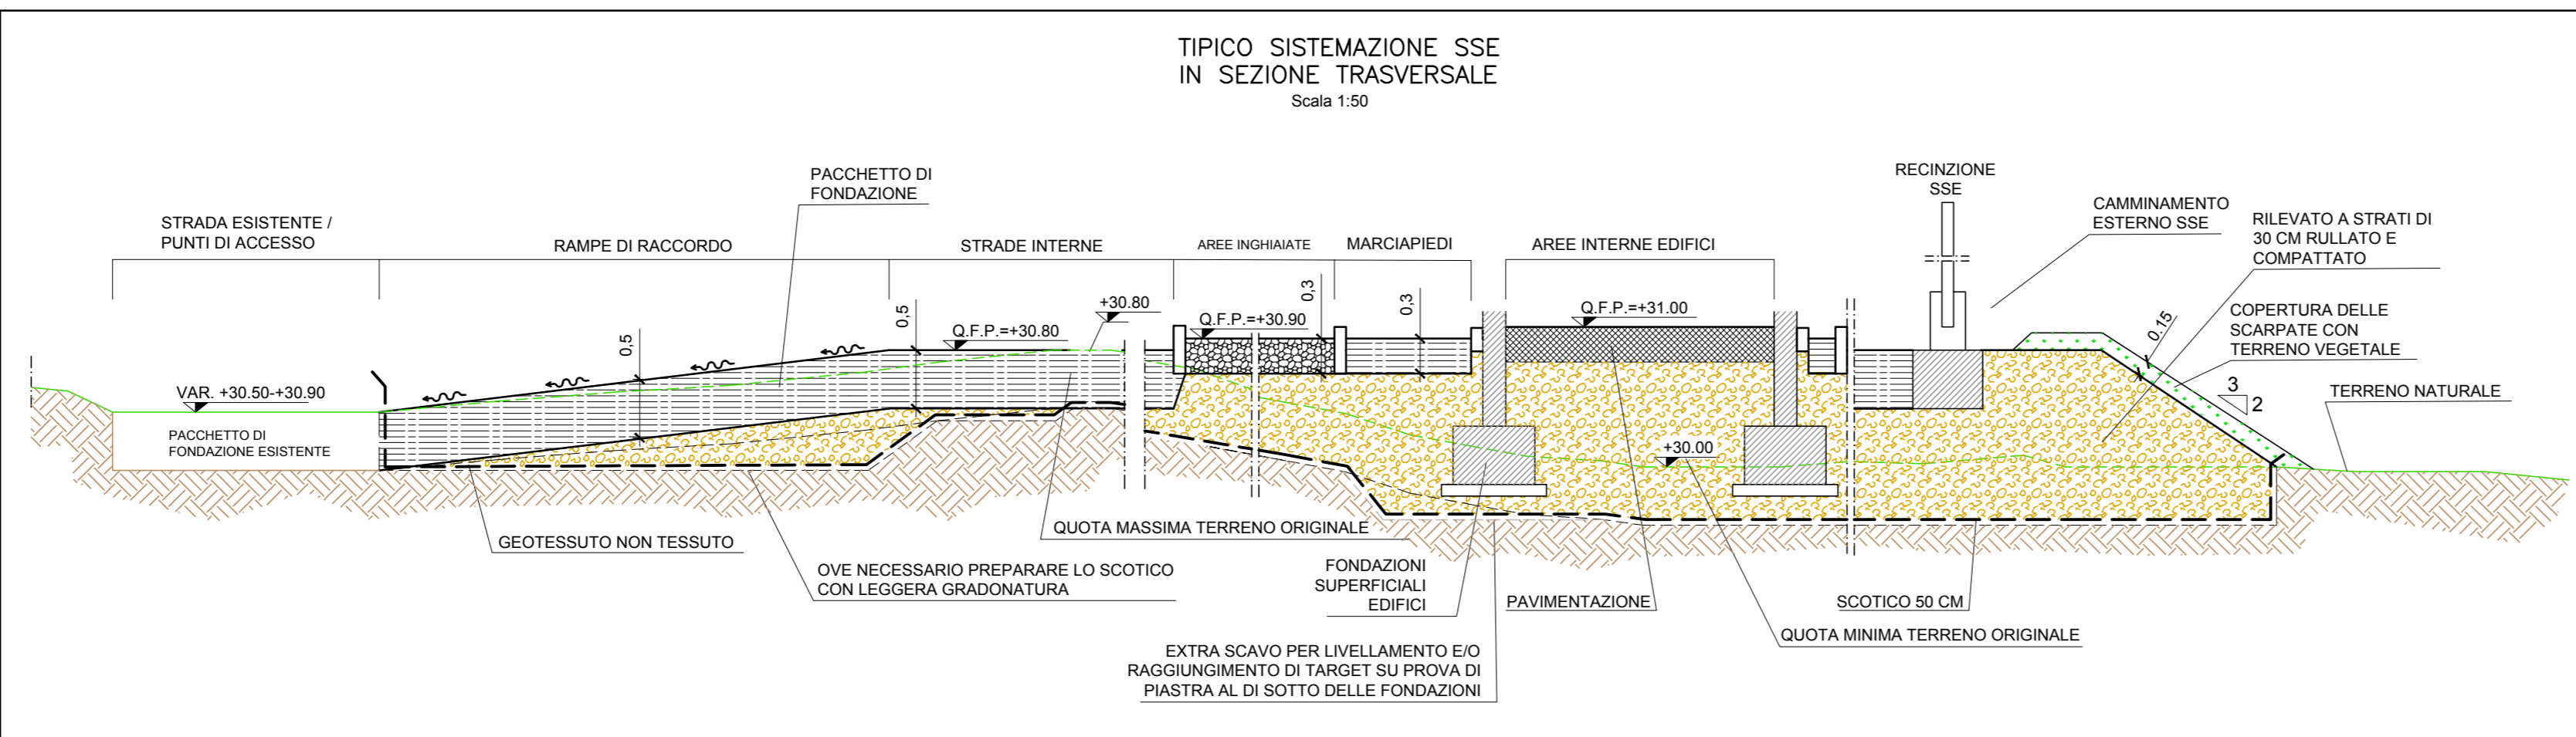 TIPICO SISTEMAZIONE SSE
IN SEZIONE TRASVERSALE
Scala 1:50
STRADA ESISTENTE /
PUNTI DI ACCESSO
RAMPE DI RACCORDO
PACCHETTO DI
FONDAZIONE
STRADE INTERNE
AREE INGHIAIATE
MARCIAPIEDI
AREE INTERNE EDIFICI
RECINZIONE
SSE
CAMMINAMENTO
ESTERNO SSE
RILEVATO A STRATI DI
30 CM RULLATO E
COMPATTATO
COPERTURA DELLE
SCARPATE CON
TERRENO VEGETALE
TERRENO NATURALE
VAR. +30.50-+30.90
PACCHETTO DI
FONDAZIONE ESISTENTE
0,5
0,5
Q.F.P.=+30.80
+30.80
Q.F.P.=+30.90
0,3
0,3
Q.F.P.=+31.00
+30.00
0.15
3
2
GEOTESSUTO NON TESSUTO
OVE NECESSARIO PREPARARE LO SCOTICO
CON LEGGERA GRADONATURA
QUOTA MASSIMA TERRENO ORIGINALE
FONDAZIONI
SUPERFICIALI
EDIFICI
EXTRA SCAVO PER LIVELLAMENTO E/O
RAGGIUNGIMENTO DI TARGET SU PROVA DI
PIASTRA AL DI SOTTO DELLE FONDAZIONI
PAVIMENTAZIONE
SCOTICO 50 CM
QUOTA MINIMA TERRENO ORIGINALE